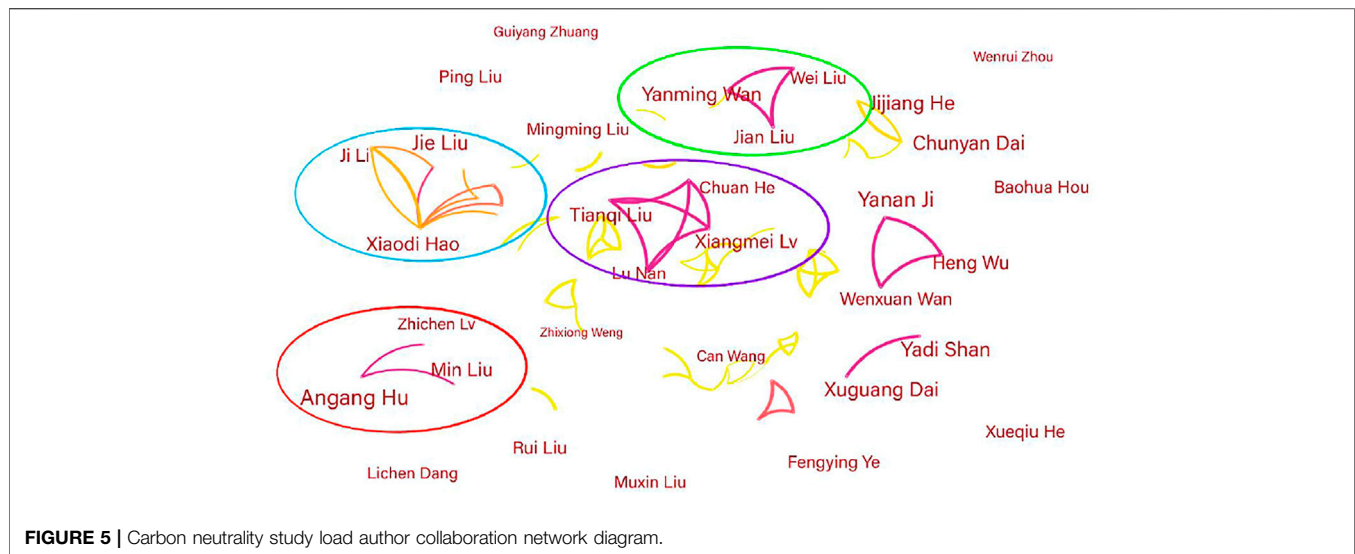 Guiyang Zhuang
Wenrui Zhou
Ping Liu
Wei Liu
Yanming Wan
Jijiang He
Mingming Liu
Jian Liu
Chunyan Dai
Jie Liu
Ji Li
Chuan He
Baohua Hou
Yanan Ji
Tianqi Liu
Xiaodi Hao
Xiangmei Lv
Heng Wu
Lu Nan
Wenxuan Wan
Zhichen Lv
Zhixiong Weng
Yadi Shan
Can Wang
Min Liu
Xuguang Dai
Angang Hu
Xueqiu He
Rui Liu
Fengying Ye
Lichen Dang
Muxin Liu
FIGURE 5 | Carbon neutrality study load author collaboration network diagram.